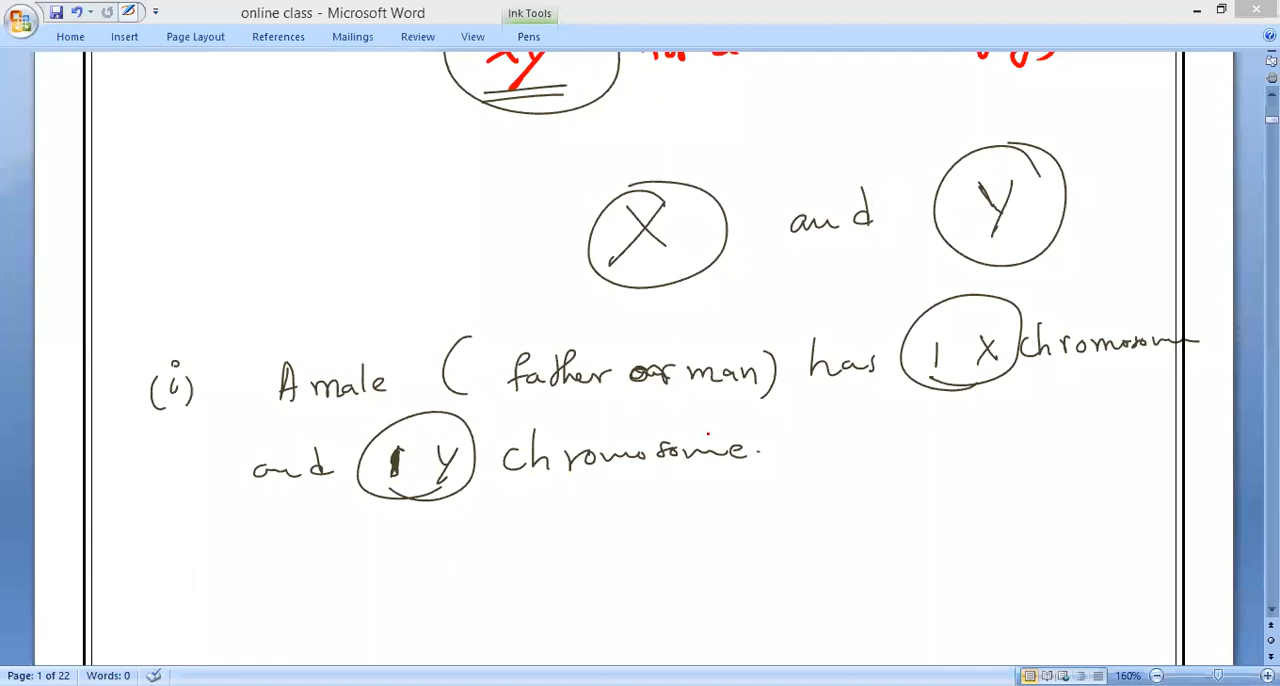 online class - Microsoft Word
Ink Tools
Home Insert Page Layout References Mailings Review View Pens
xy
X and Y
(i) A male ( father or man) has 1 X chromosome
and 1 Y chromosome.
Page: 1 of 22 Words: 0 160%